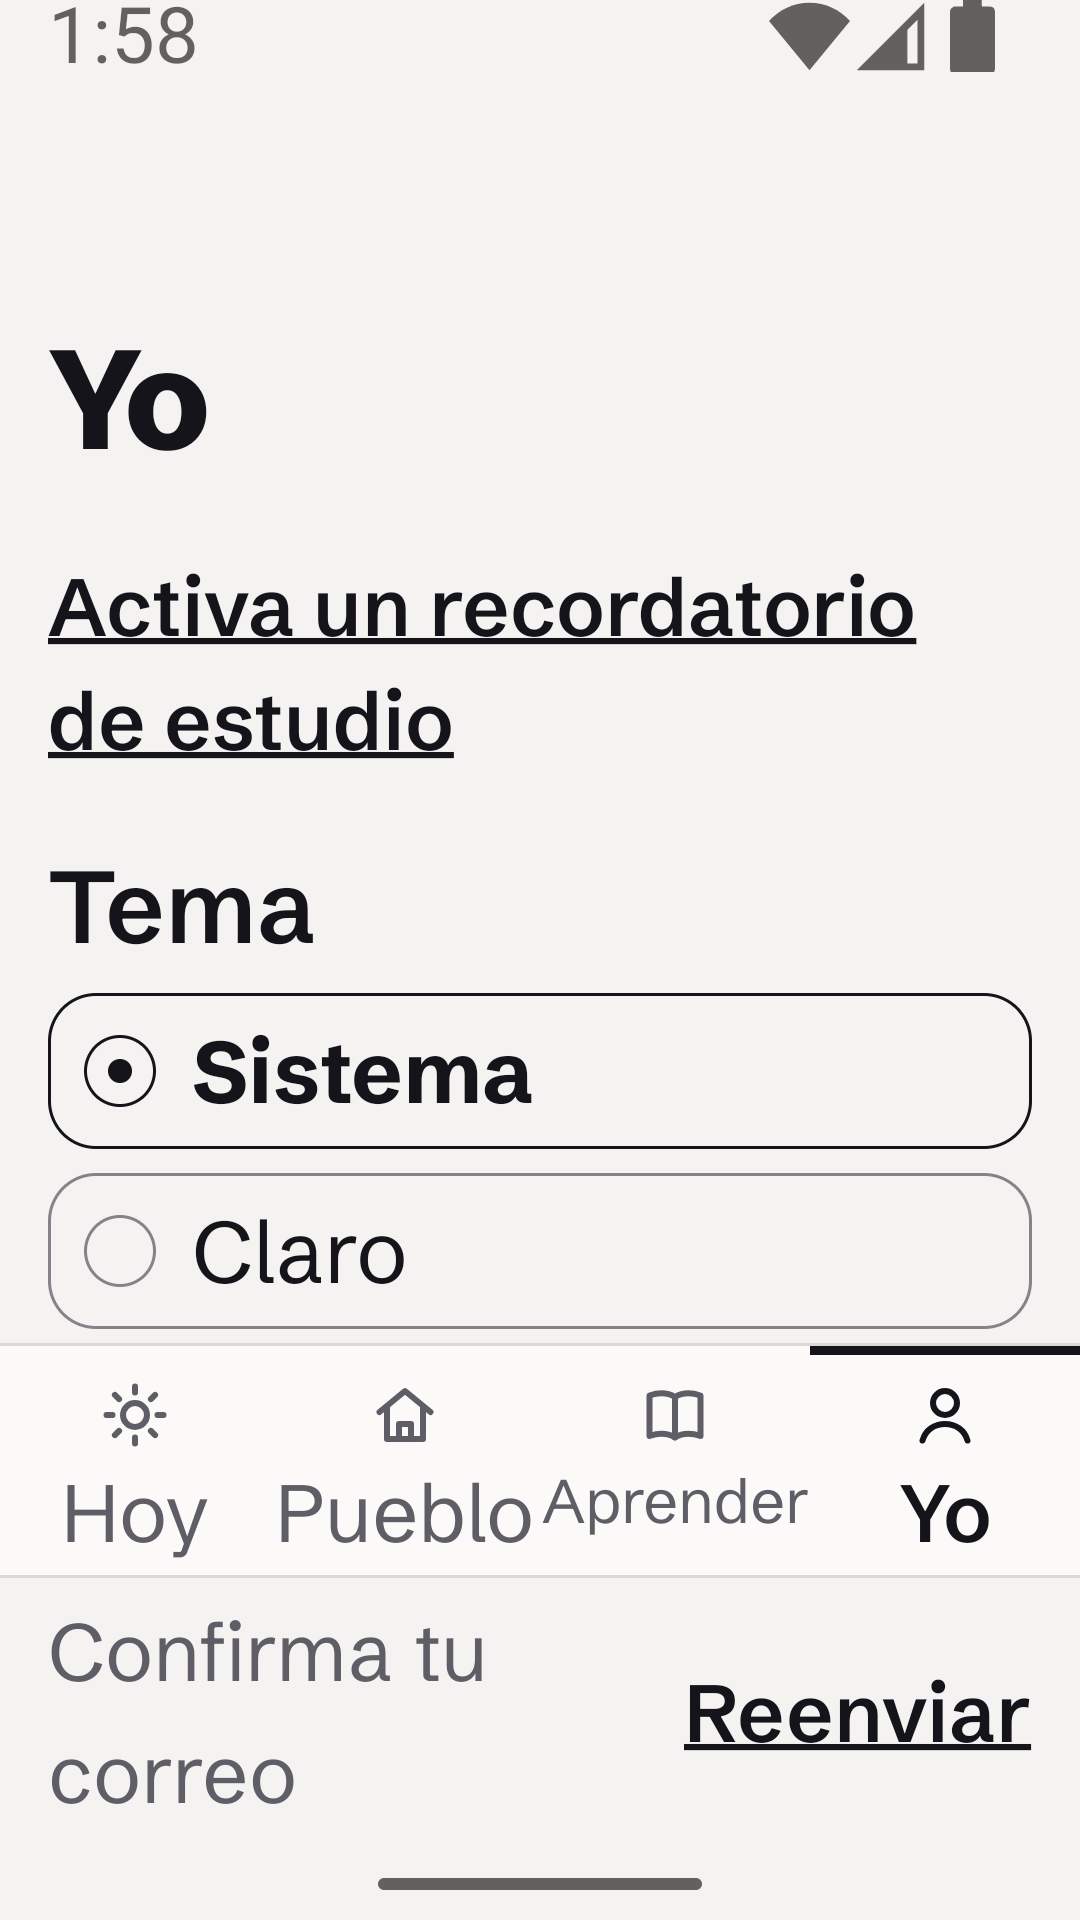 1:58
Yo
Activa un recordatorio
de estudio
Tema
Sistema
Claro
Hoy
Pueblo
Aprender
Yo
Confirma tu
correo
Reenviar